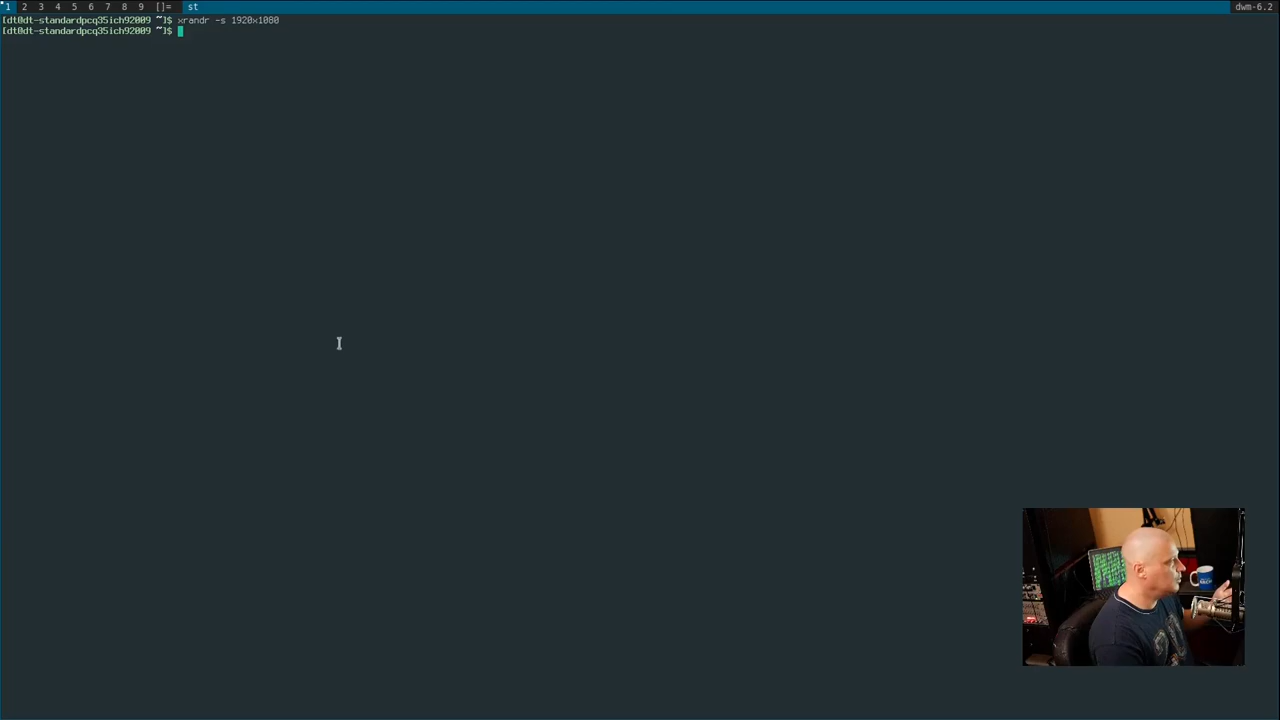 1 2 3 4 5 6 7 8 9 []= st dwm-6.2
[dt@dt-standardpcq35ich92009 ~]$ xrandr -s 1920x1080
[dt@dt-standardpcq35ich92009 ~]$